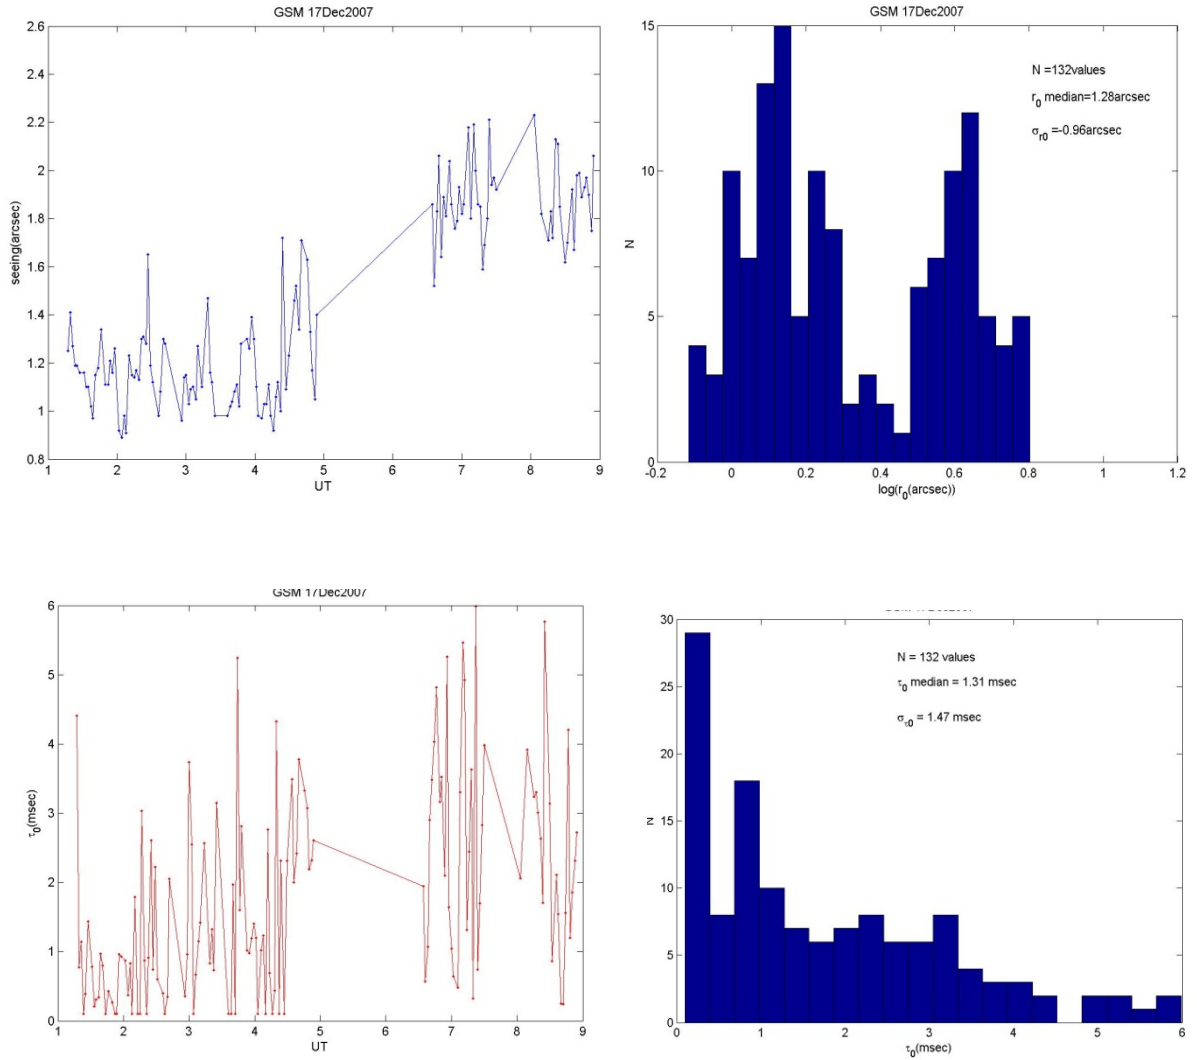 GSM 17Dec2007
2.6
2.4
2.2
2
1.8
1.6
1.4
1.2
1
0.8
seeing(arcsec)
1 2 3 4 5 6 7 8 9
UT
GSM 17Dec2007
15
10
5
0
N
N =132values
r0 median=1.28arcsec
σr0 =-0.96arcsec
-0.2 0 0.2 0.4 0.6 0.8 1 1.2
log(r0(arcsec))
GSM 17Dec2007
6
5
4
3
2
1
0
τ0(msec)
1 2 3 4 5 6 7 8 9
UT
30
25
20
15
10
5
0
N
N = 132 values
τ0 median = 1.31 msec
στ0 = 1.47 msec
0 1 2 3 4 5 6
τ0(msec)